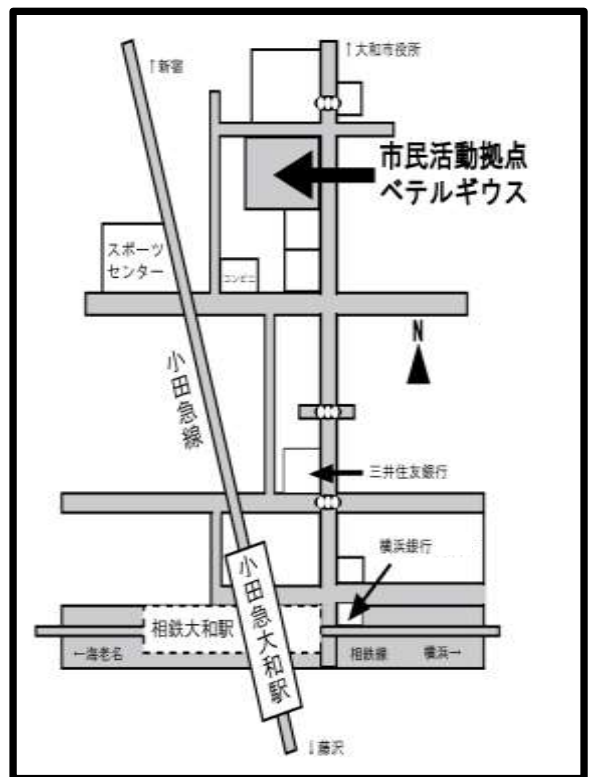 ↑新宿
↑大和市役所
市民活動拠点
ベテルギウス
スポーツ
センター
コンビニ
N
小田急線
三井住友銀行
横浜銀行
小田急大和駅
相鉄大和駅
←海老名
相鉄線
横浜→
↓藤沢